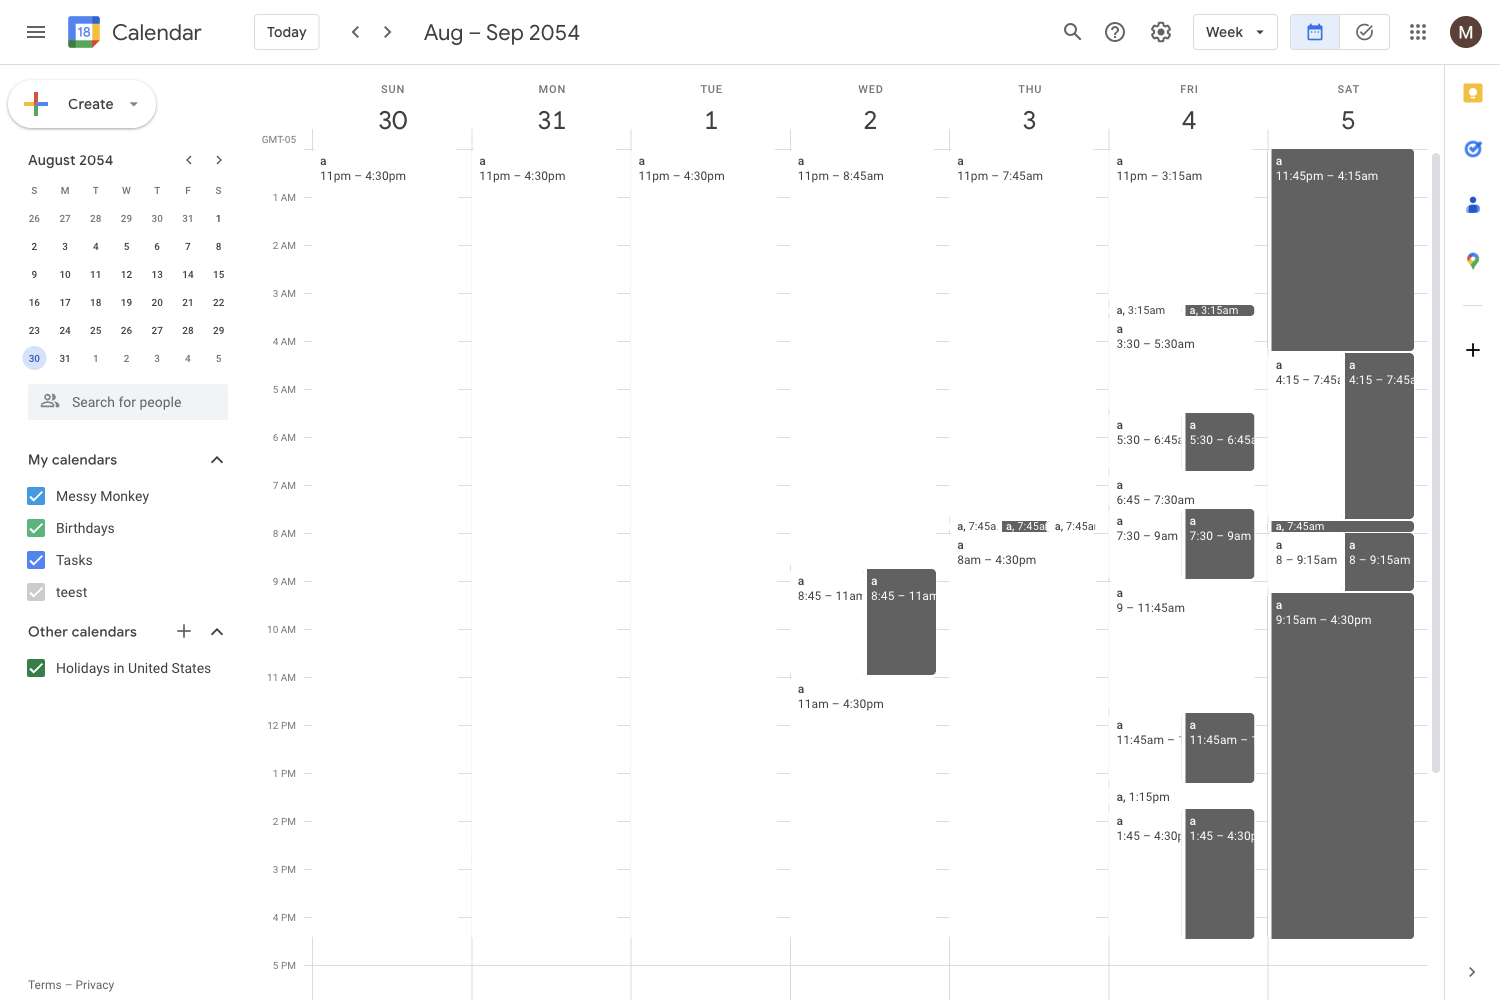 18 Calendar
Today
Aug – Sep 2054
Week
M
Create
August 2054
S M T W T F S
26 27 28 29 30 31 1
2 3 4 5 6 7 8
9 10 11 12 13 14 15
16 17 18 19 20 21 22
23 24 25 26 27 28 29
30 31 1 2 3 4 5
Search for people
My calendars
Messy Monkey
Birthdays
Tasks
teest
Other calendars
Holidays in United States
Terms – Privacy
GMT-05
SUN MON TUE WED THU FRI SAT
30 31 1 2 3 4 5
1 AM
2 AM
3 AM
4 AM
5 AM
6 AM
7 AM
8 AM
9 AM
10 AM
11 AM
12 PM
1 PM
2 PM
3 PM
4 PM
5 PM
a
11pm – 4:30pm
a
11pm – 4:30pm
a
11pm – 4:30pm
a
11pm – 8:45am
a
8:45 – 11am
a
8:45 – 11am
a
11am – 4:30pm
a
11pm – 7:45am
a, 7:45a
a, 7:45a
a, 7:45a
a
8am – 4:30pm
a
11pm – 3:15am
a, 3:15am
a, 3:15am
a
3:30 – 5:30am
a
5:30 – 6:45a
a
5:30 – 6:45a
a
6:45 – 7:30am
a
7:30 – 9am
a
7:30 – 9am
a
9 – 11:45am
a
11:45am –
a
11:45am –
a, 1:15pm
a
1:45 – 4:30p
a
1:45 – 4:30p
a
11:45pm – 4:15am
a
4:15 – 7:45a
a
4:15 – 7:45a
a, 7:45am
a
8 – 9:15am
a
8 – 9:15am
a
9:15am – 4:30pm